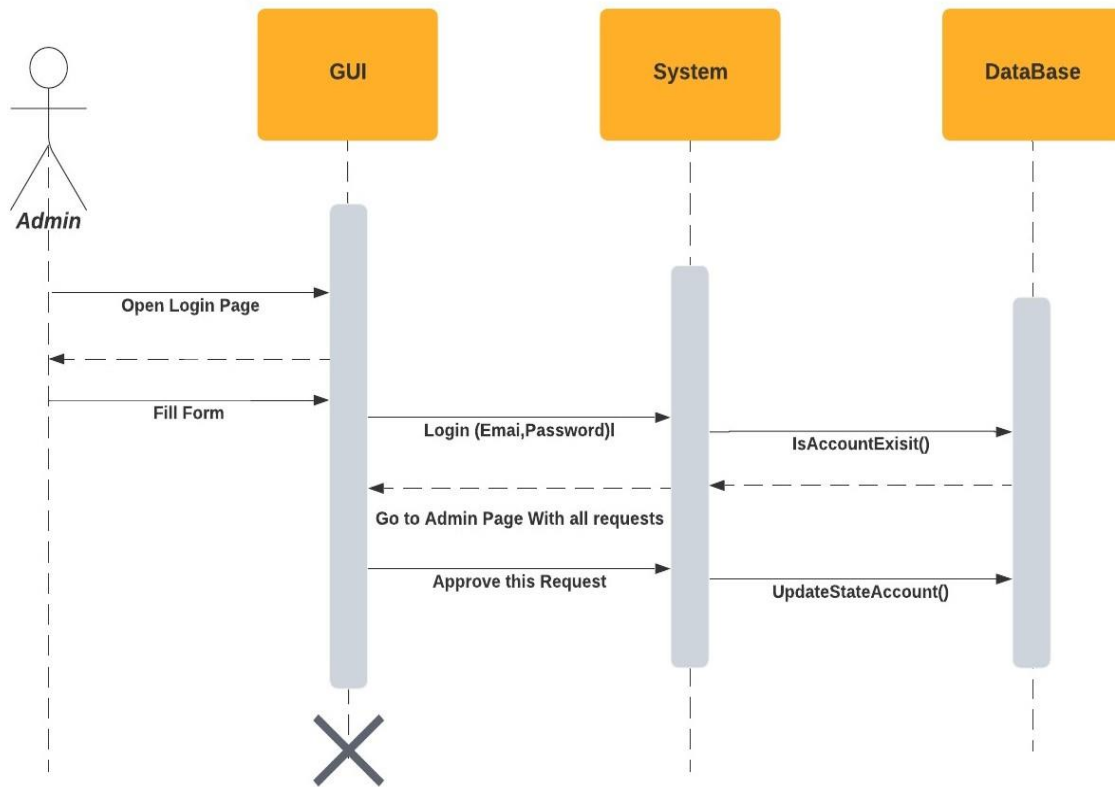 GUI
System
DataBase
Admin
Open Login Page
Fill Form
Login (Emai,Password)l
IsAccountExisit()
Go to Admin Page With all requests
Approve this Request
UpdateStateAccount()